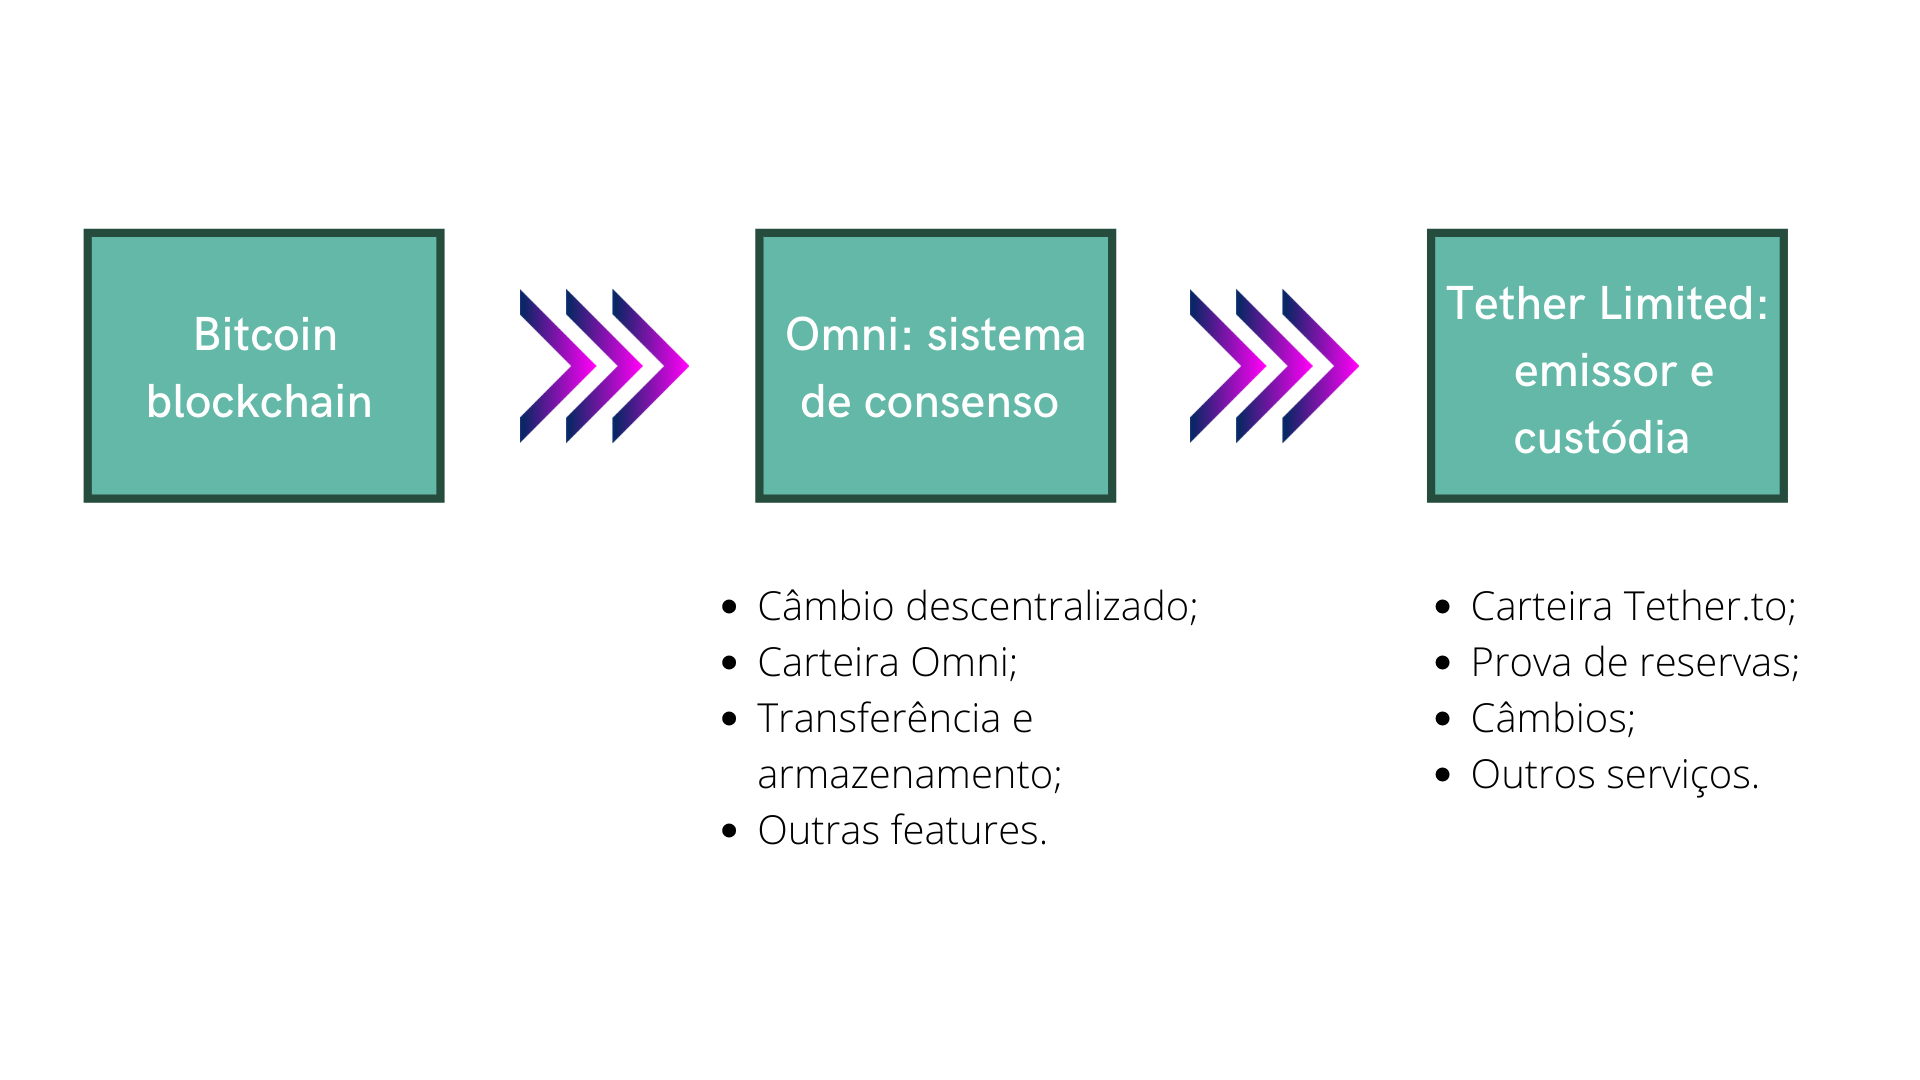 Bitcoin
blockchain
Omni: sistema
de consenso
Tether Limited:
emissor e
custódia
• Câmbio descentralizado;
• Carteira Omni;
• Transferência e
armazenamento;
• Outras features.
• Carteira Tether.to;
• Prova de reservas;
• Câmbios;
• Outros serviços.